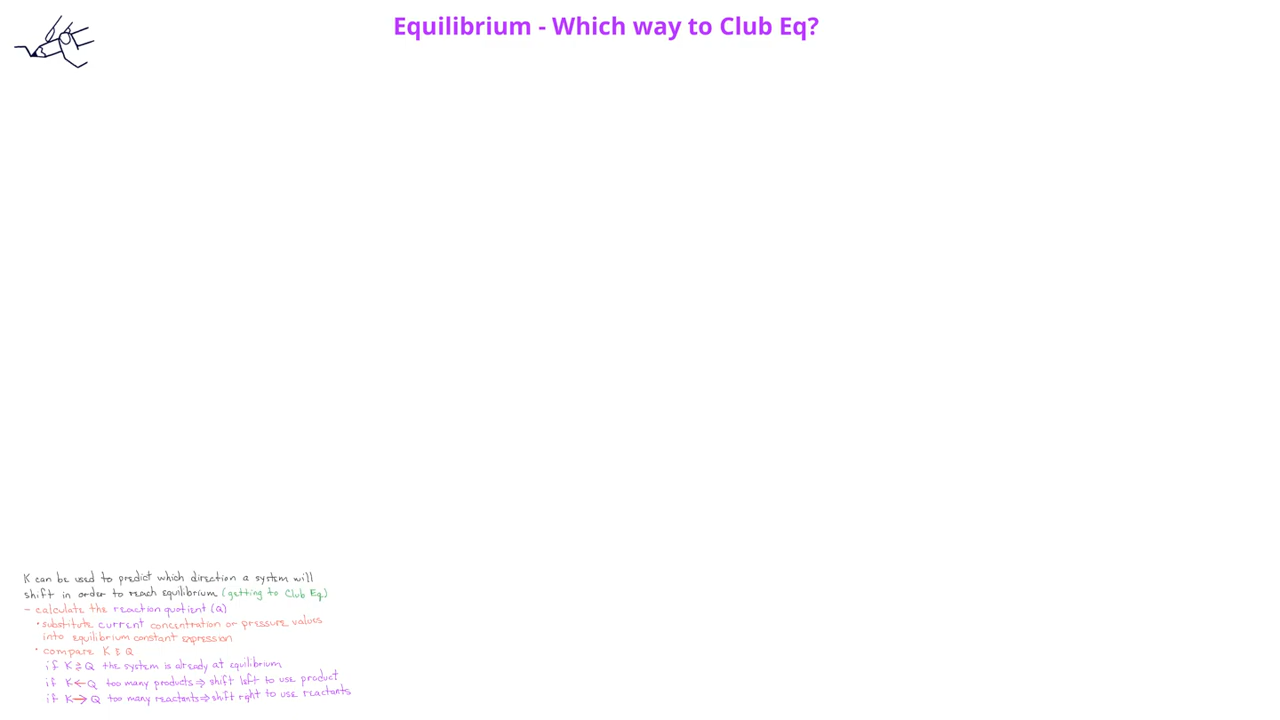 Equilibrium - Which way to Club Eq?
K can be used to predict which direction a system will
shift in order to reach equilibrium (getting to Club Eq)
- calculate the reaction quotient (Q)
• substitute current concentration or pressure values
into equilibrium constant expression
• compare K & Q
if K ⇄ Q the system is already at equilibrium
if K ← Q too many products ⇒ shift left to use product
if K → Q too many reactants ⇒ shift right to use reactants